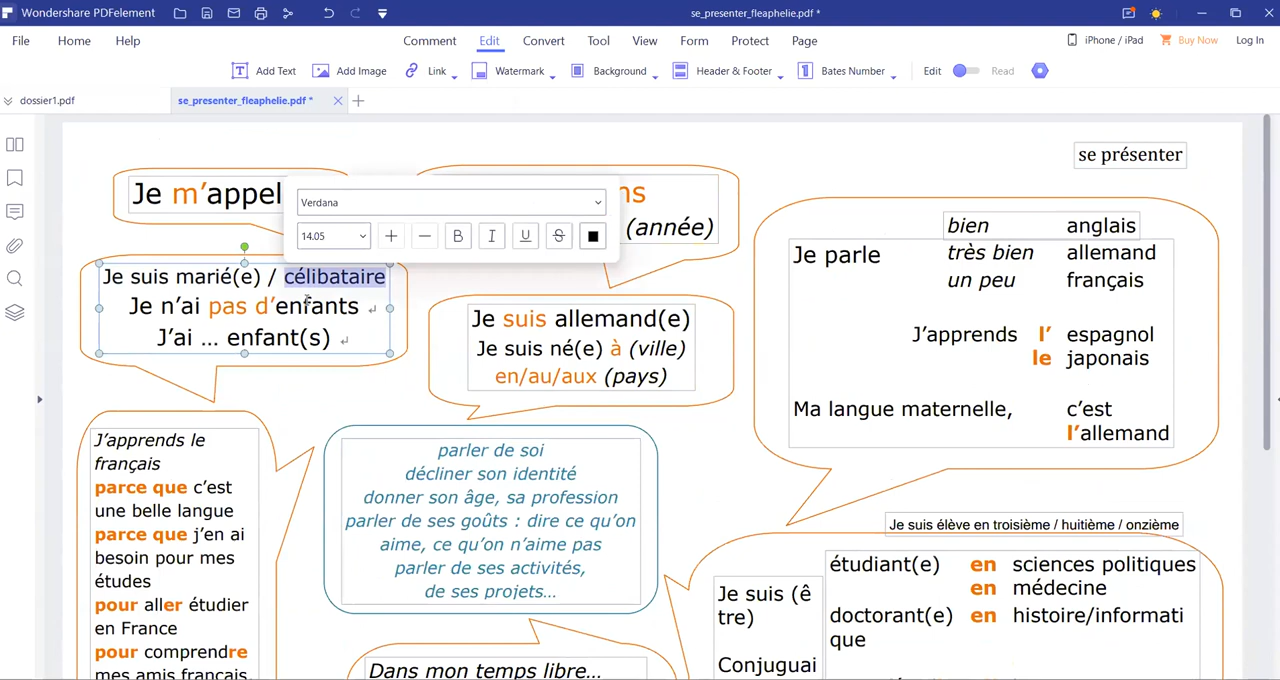 Wondershare PDFelement
se_presenter_fleaphelie.pdf *
File Home Help Comment Edit Convert Tool View Form Protect Page iPhone / iPad Buy Now Log In
Add Text Add Image Link Watermark Background Header & Footer Bates Number Edit Read
dossier1.pdf se_presenter_fleaphelie.pdf *
se présenter
Je m'appel
Verdana
14.05 B I U S
ns
(année)
Je suis marié(e) / célibataire
Je n'ai pas d'enfants
J'ai ... enfant(s)
Je suis allemand(e)
Je suis né(e) à (ville)
en/au/aux (pays)
bien anglais
Je parle très bien allemand
un peu français
J'apprends l' espagnol
le japonais
Ma langue maternelle, c'est
l'allemand
J'apprends le
français
parce que c'est
une belle langue
parce que j'en ai
besoin pour mes
études
pour aller étudier
en France
pour comprendre
mes amis français,
parler de soi
décliner son identité
donner son âge, sa profession
parler de ses goûts : dire ce qu'on
aime, ce qu'on n'aime pas
parler de ses activités,
de ses projets...
Dans mon temps libre...
Je suis élève en troisième / huitième / onzième
Je suis (ê
tre)
Conjuguai
étudiant(e) en sciences politiques
en médecine
doctorant(e) en histoire/informati
que